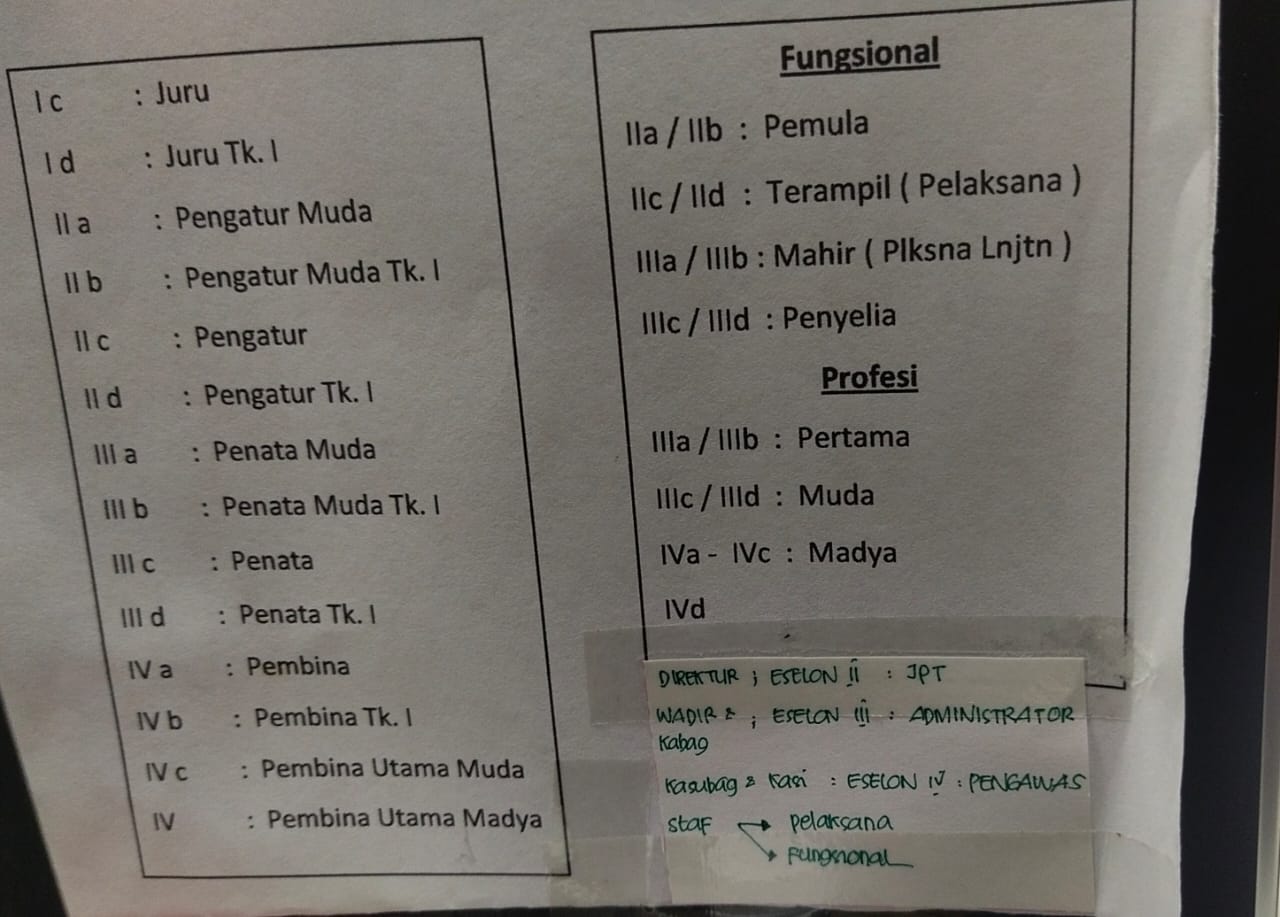 I c : Juru
I d : Juru Tk. I
II a : Pengatur Muda
II b : Pengatur Muda Tk. I
II c : Pengatur
II d : Pengatur Tk. I
III a : Penata Muda
III b : Penata Muda Tk. I
III c : Penata
III d : Penata Tk. I
IV a : Pembina
IV b : Pembina Tk. I
IV c : Pembina Utama Muda
IV : Pembina Utama Madya
Fungsional
IIa / IIb : Pemula
IIc / IId : Terampil ( Pelaksana )
IIIa / IIIb : Mahir ( Plksna Lnjtn )
IIIc / IIId : Penyelia
Profesi
IIIa / IIIb : Pertama
IIIc / IIId : Muda
IVa - IVc : Madya
IVd
DIREKTUR ; ESELON II : JPT
WADIR & ; ESELON III : ADMINISTRATOR
Kabag
Kasubag & Kasi : ESELON IV : PENGAWAS
staf → pelaksana
→ Fungsional